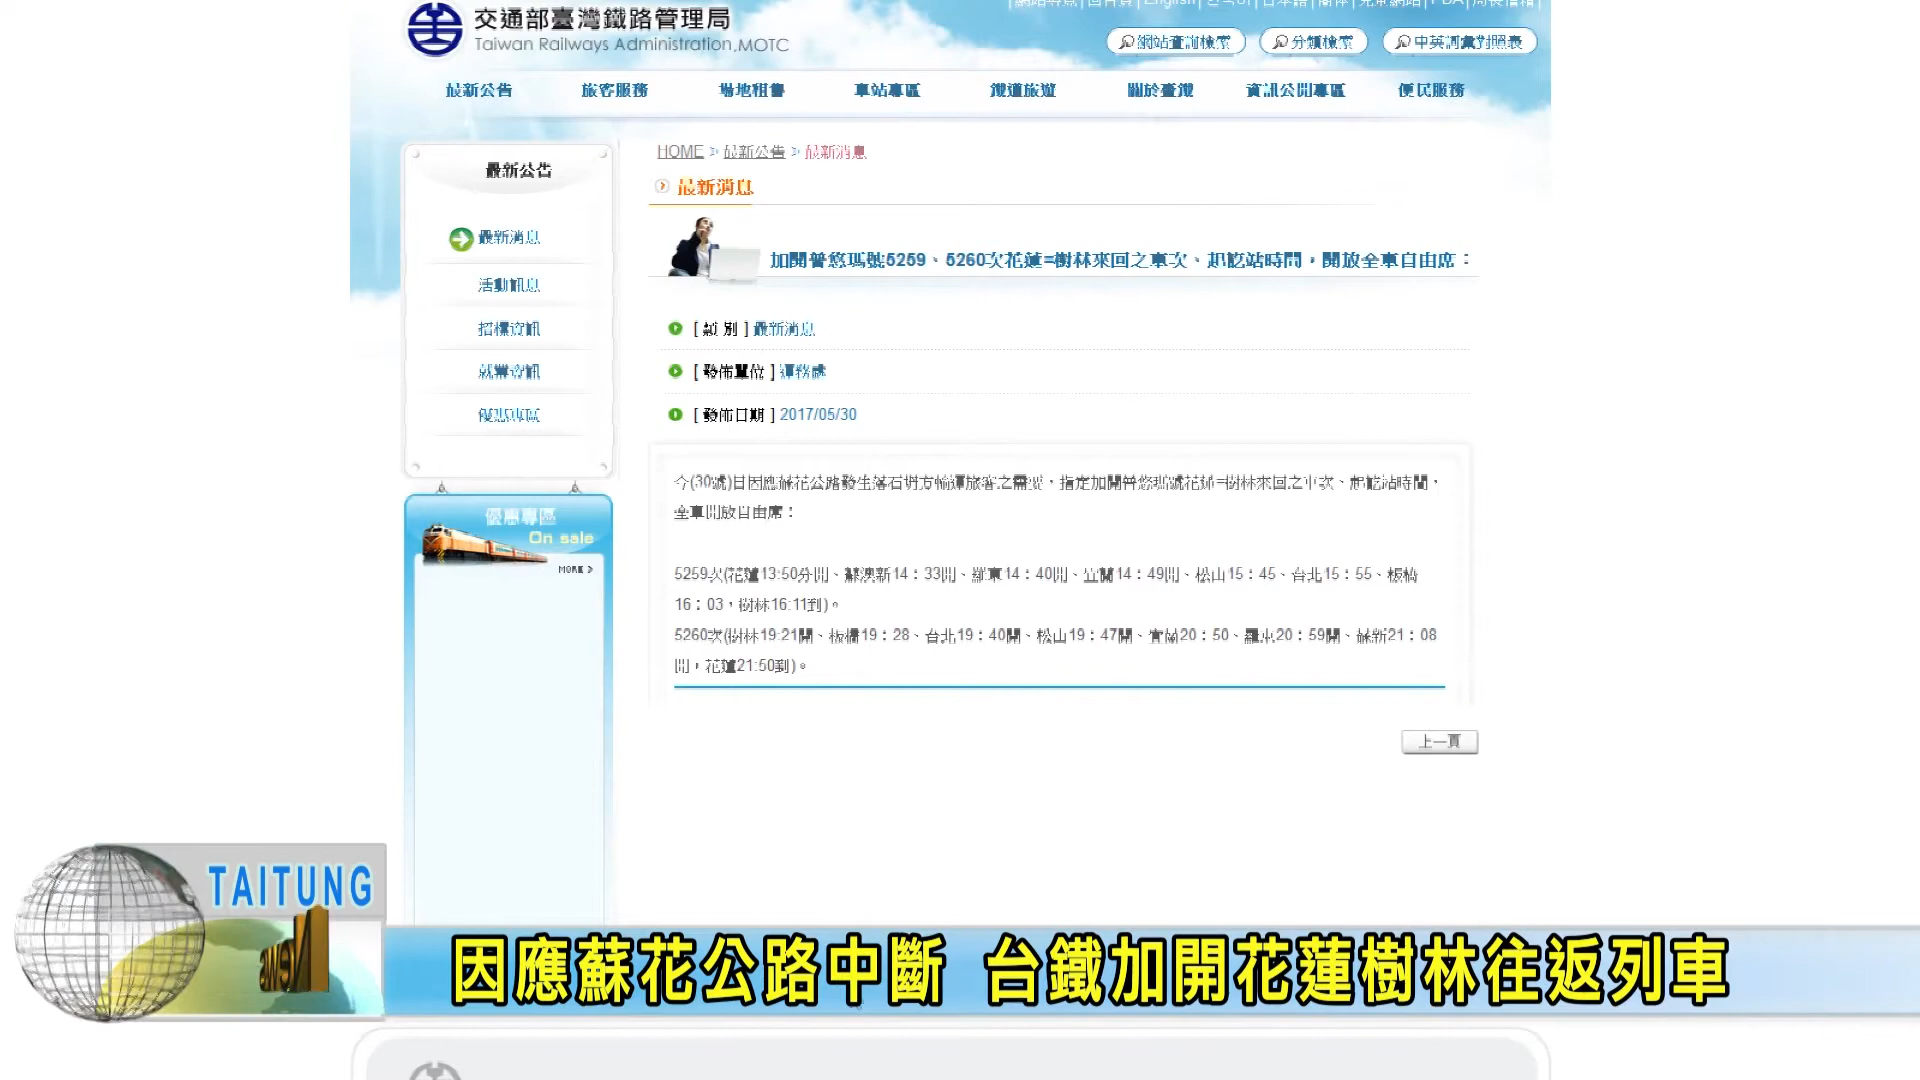 交通部臺灣鐵路管理局
Taiwan Railways Administration,MOTC
網站查詢檢索
分類檢索
中英詞彙對照表
最新公告
旅客服務
場地租售
車站專區
鐵道旅遊
關於臺鐵
資訊公開專區
便民服務
HOME > 最新公告 > 最新消息
最新消息
最新公告
最新消息
活動訊息
招標資訊
就業資訊
優惠專區
加開普悠瑪號5259、5260次花蓮=樹林來回之車次、起訖站時間，開放全車自由席：
[ 類 別 ] 最新消息
[ 發佈單位 ] 運務處
[ 發佈日期 ] 2017/05/30
今(30號)日因應蘇花公路發生落石坍方輸運旅客之需要，指定加開普悠瑪號花蓮=樹林來回之車次、起訖站時間，
全車開放自由席：
5259次(花蓮13:50分開、蘇澳新14：33開、羅東14：40開、宜蘭14：49開、松山15：45、台北15：55、板橋
16：03，樹林16:11到)。
5260次(樹林19:21開、板橋19：28、台北19：40開、松山19：47開、宜蘭20：50、羅東20：59開、蘇新21：08
開，花蓮21:50到)。
上一頁
優惠專區
On sale
MORE
TAITUNG
因應蘇花公路中斷 台鐵加開花蓮樹林往返列車